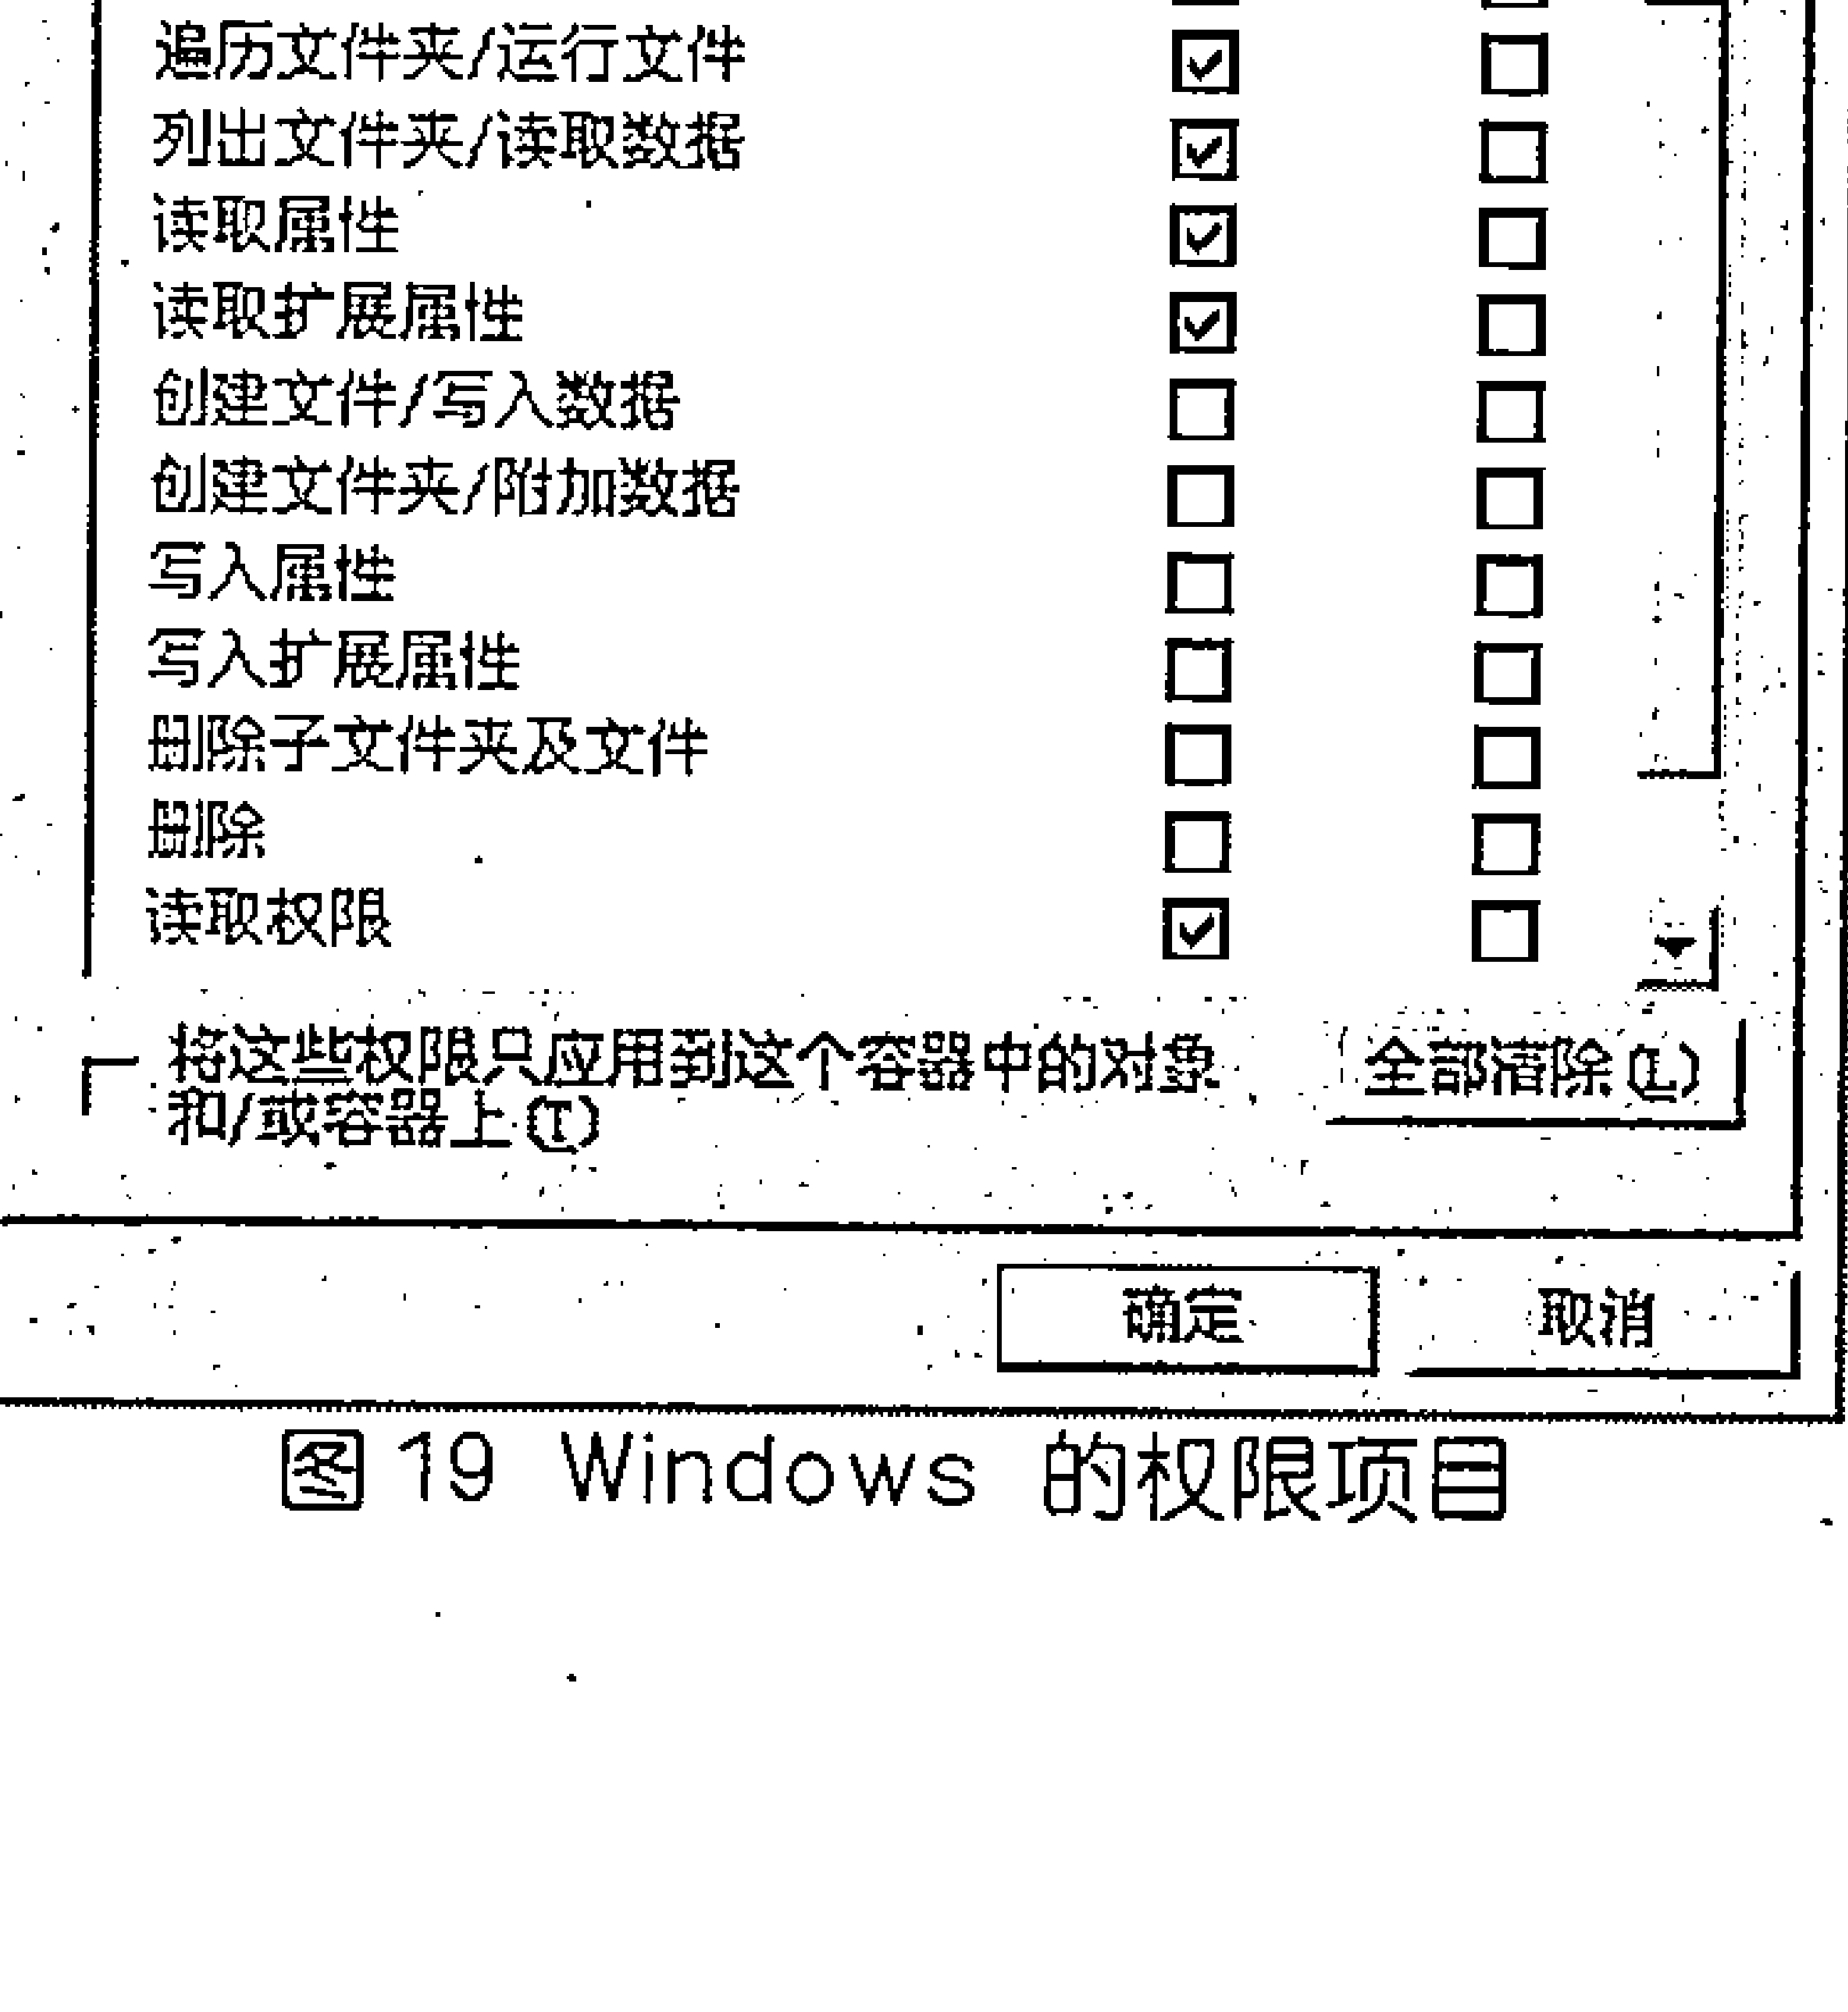 遍历文件夹/运行文件
列出文件夹/读取数据
读取属性
读取扩展属性
创建文件/写入数据
创建文件夹/附加数据
写入属性
写入扩展属性
删除子文件夹及文件
删除
读取权限
将这些权限只应用到这个容器中的对象
和/或容器上(T)
全部清除(L)
确定
取消
图 19 Windows 的权限项目